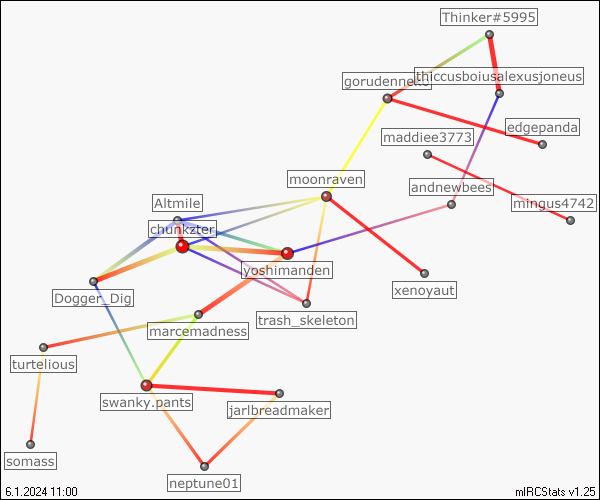 Thinker#5995
thiccusboiusalexusjoneus
edgepanda
maddiee3773
moonraven
andnewbees
mingus4742
Altmile
chunkzter
yoshimanden
xenoyaut
Dogger_Dig
trash_skeleton
marcemadness
turtelious
swanky.pants
jarlbreadmaker
somass
neptune01
6.1.2024 11:00
mIRCStats v1.25